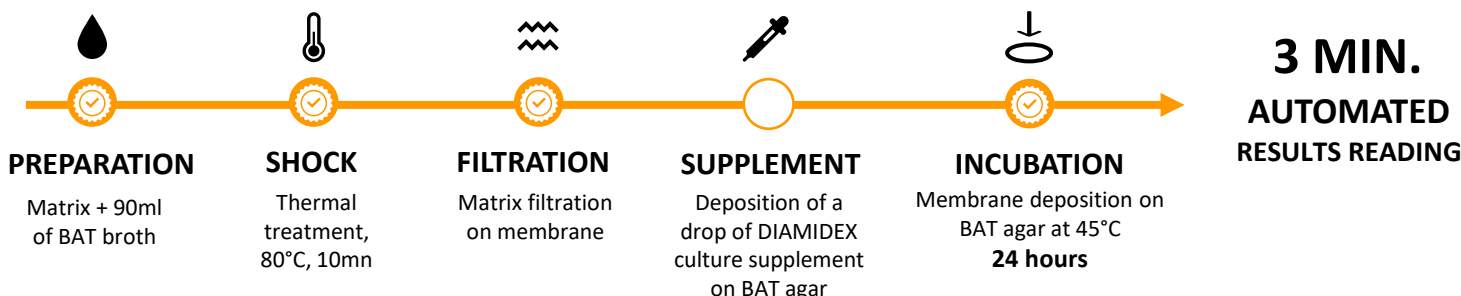 PREPARATION
Matrix + 90ml
of BAT broth
SHOCK
Thermal
treatment,
80°C, 10mn
FILTRATION
Matrix filtration
on membrane
SUPPLEMENT
Deposition of a
drop of DIAMIDEX
culture supplement
on BAT agar
INCUBATION
Membrane deposition on
BAT agar at 45°C
24 hours
3 MIN.
AUTOMATED
RESULTS READING